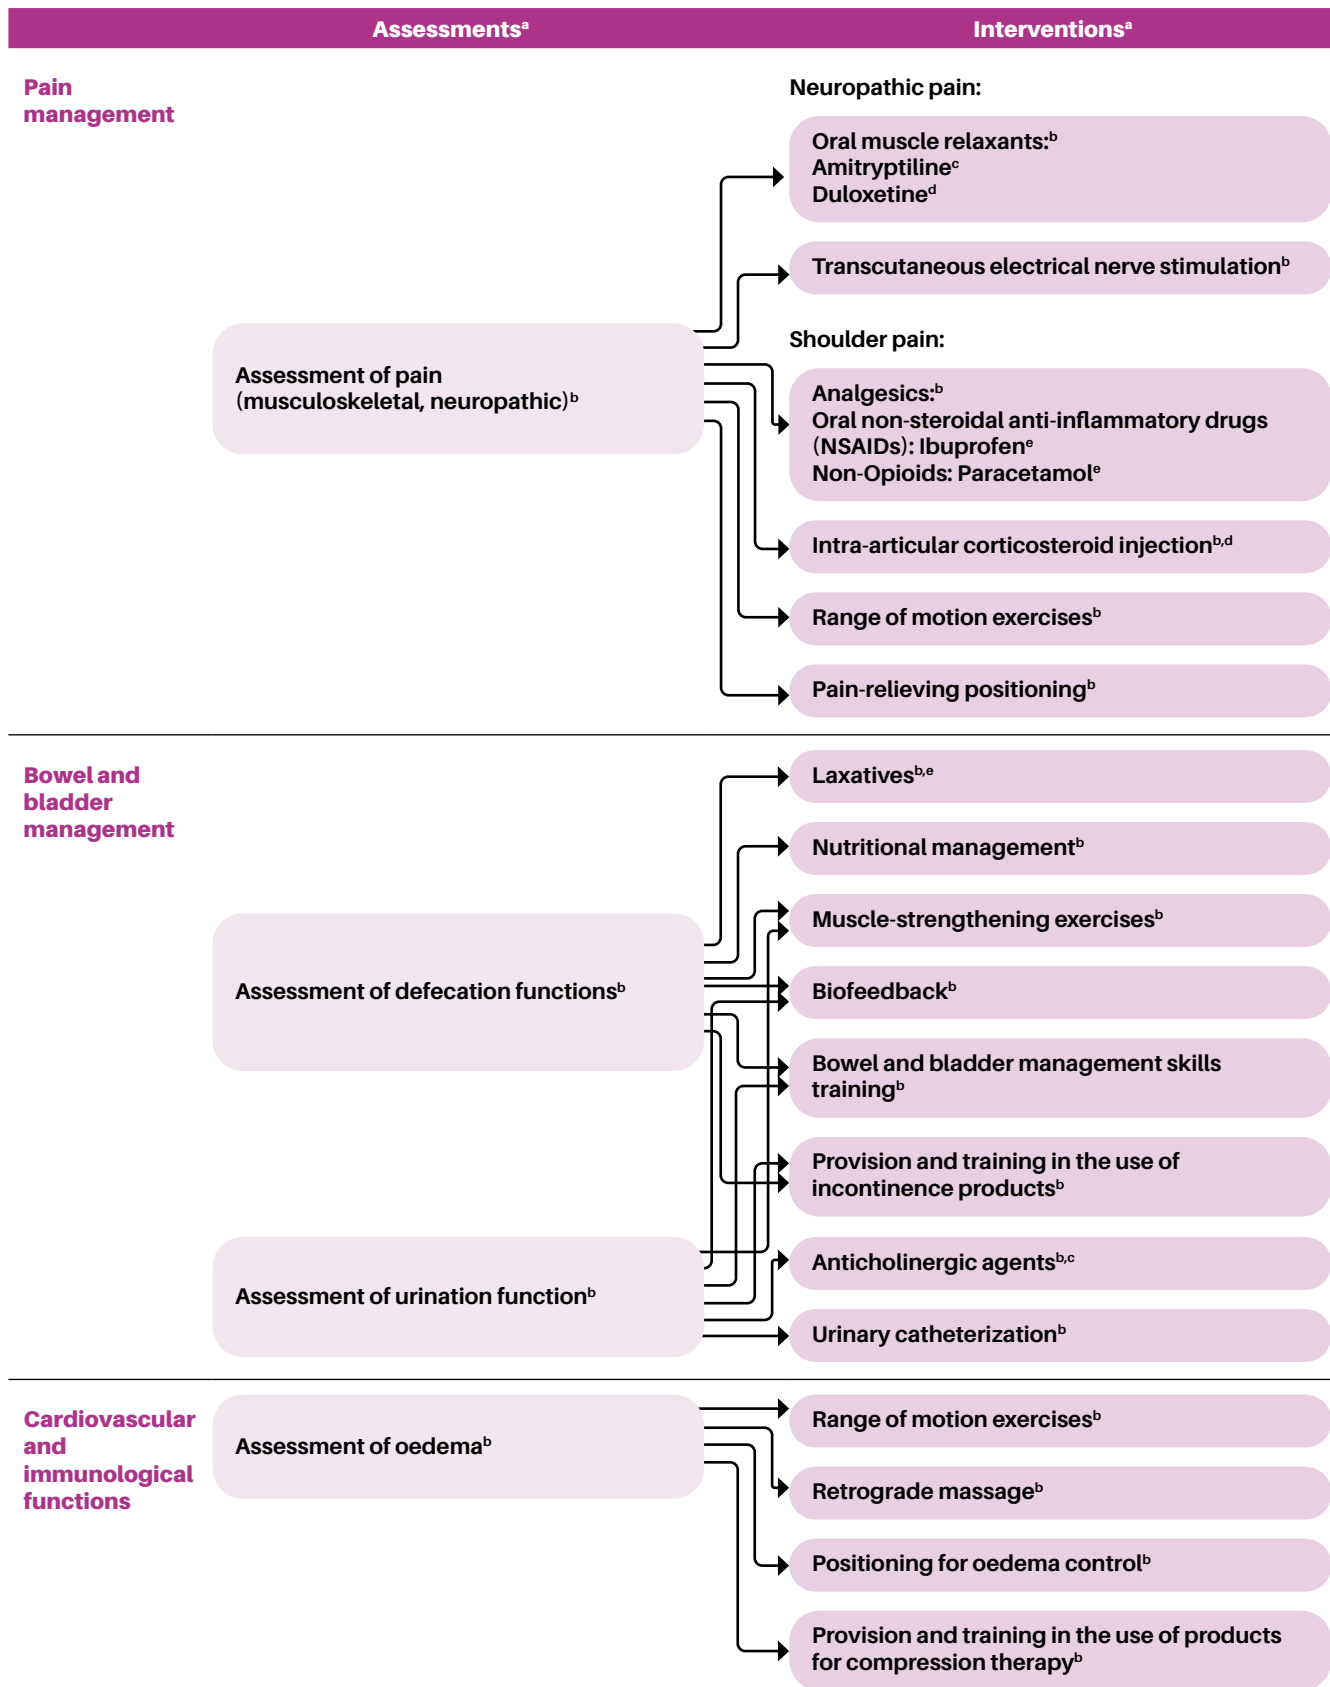 Assessmentsᵃ
Interventionsᵃ
Pain
management
Assessment of pain
(musculoskeletal, neuropathic)ᵇ
Neuropathic pain:
Oral muscle relaxants:ᵇ
Amitryptilineᶜ
Duloxetineᵈ
Transcutaneous electrical nerve stimulationᵇ
Shoulder pain:
Analgesics:ᵇ
Oral non-steroidal anti-inflammatory drugs
(NSAIDs): Ibuprofenᵉ
Non-Opioids: Paracetamolᵉ
Intra-articular corticosteroid injectionᵇ,ᵈ
Range of motion exercisesᵇ
Pain-relieving positioningᵇ
Bowel and
bladder
management
Assessment of defecation functionsᵇ
Assessment of urination functionᵇ
Laxativesᵇ,ᵉ
Nutritional managementᵇ
Muscle-strengthening exercisesᵇ
Biofeedbackᵇ
Bowel and bladder management skills
trainingᵇ
Provision and training in the use of
incontinence productsᵇ
Anticholinergic agentsᵇ,ᶜ
Urinary catheterizationᵇ
Cardiovascular
and
immunological
functions
Assessment of oedemaᵇ
Range of motion exercisesᵇ
Retrograde massageᵇ
Positioning for oedema controlᵇ
Provision and training in the use of products
for compression therapyᵇ